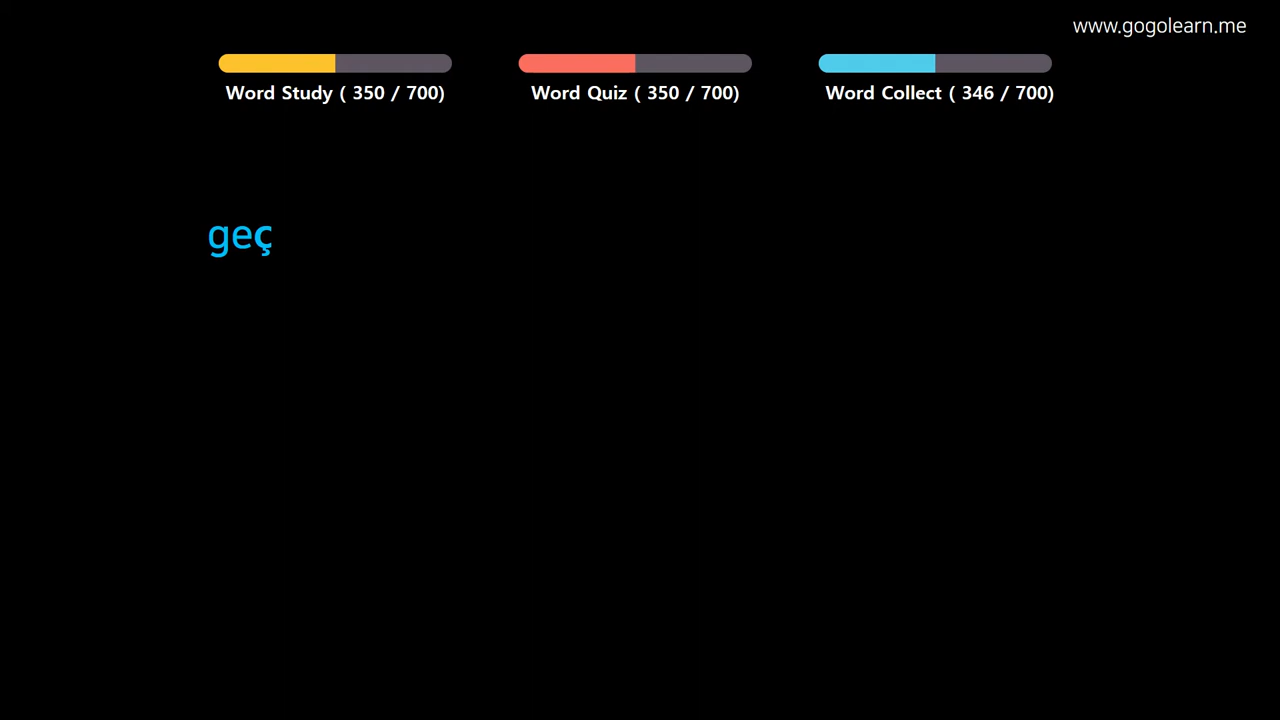 www.gogolearn.me
Word Study ( 350 / 700)
Word Quiz ( 350 / 700)
Word Collect ( 346 / 700)
geç